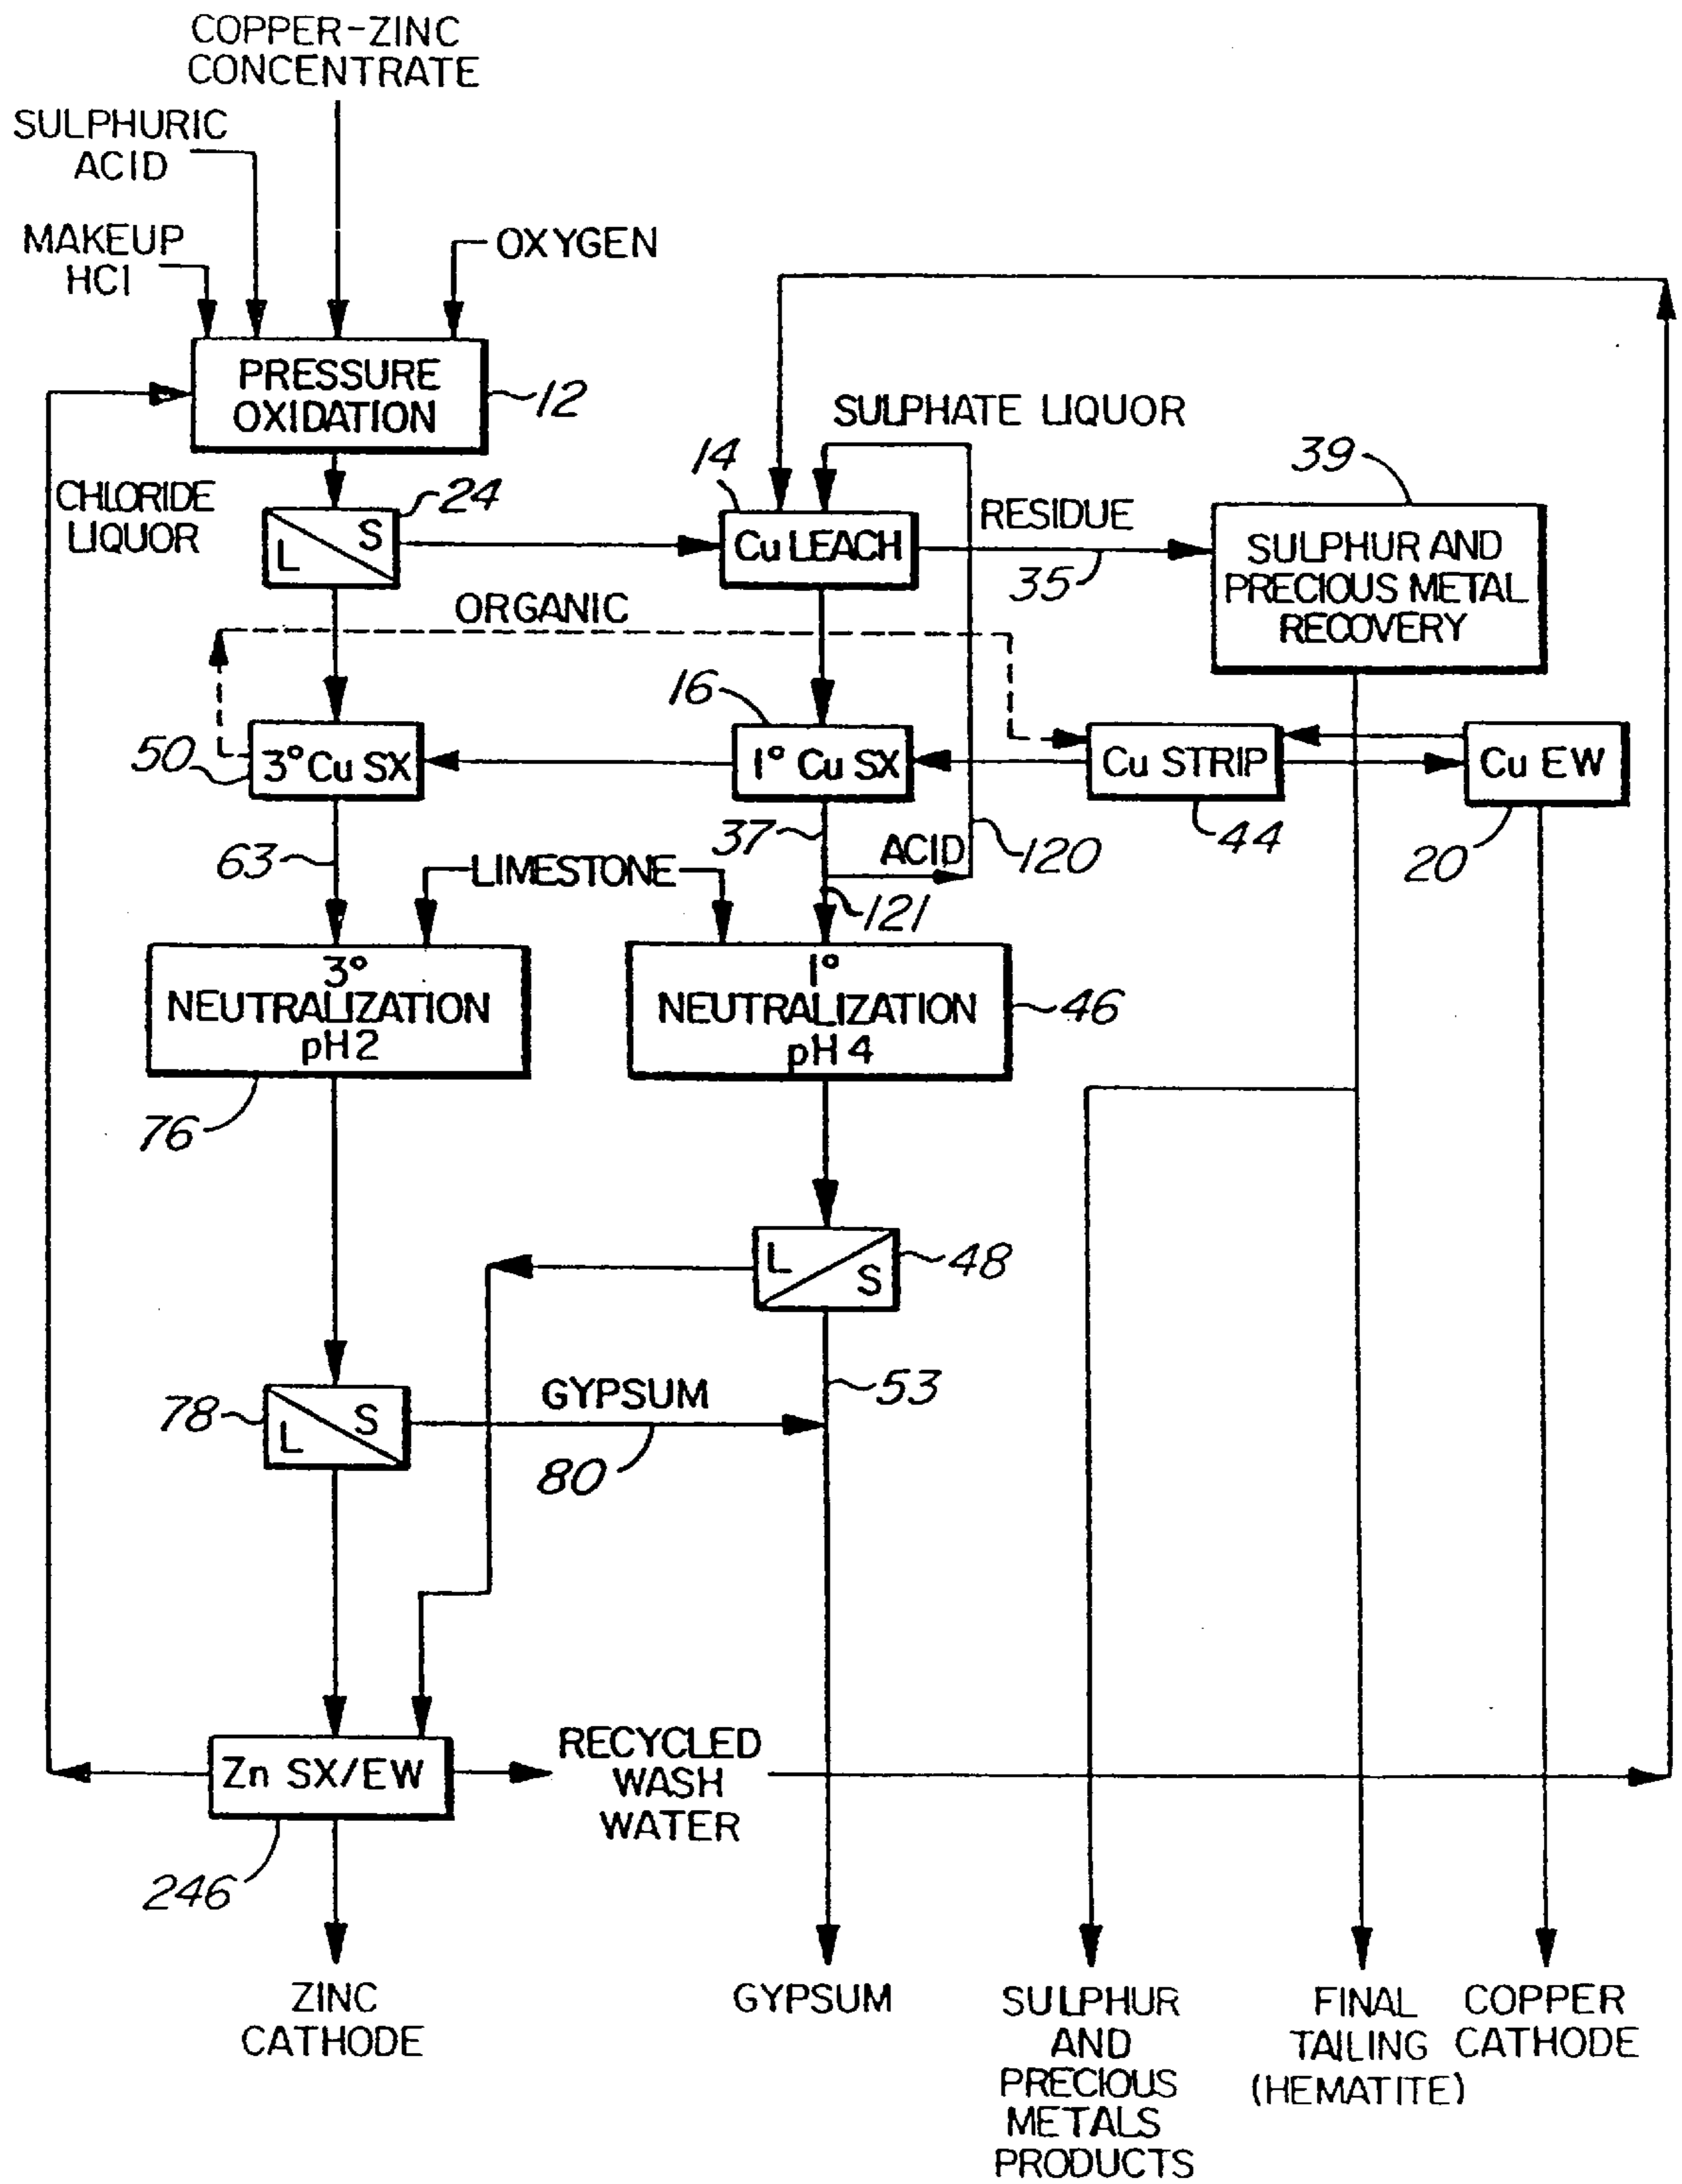 COPPER-ZINC
CONCENTRATE
SULPHURIC
ACID
MAKEUP
HCl
OXYGEN
PRESSURE
OXIDATION
12
SULPHATE LIQUOR
CHLORIDE
LIQUOR
24
L
S
14
Cu LEACH
RESIDUE
35
39
SULPHUR AND
PRECIOUS METAL
RECOVERY
ORGANIC
50
3° Cu SX
16
1° Cu SX
Cu STRIP
44
Cu EW
20
63
LIMESTONE
37
ACID
120
121
3°
NEUTRALIZATION
pH2
76
1°
NEUTRALIZATION
pH 4
46
L
S
48
53
78
L
S
GYPSUM
80
Zn SX/EW
246
RECYCLED
WASH
WATER
ZINC
CATHODE
GYPSUM
SULPHUR
AND
PRECIOUS
METALS
PRODUCTS
FINAL
TAILING
(HEMATITE)
COPPER
CATHODE